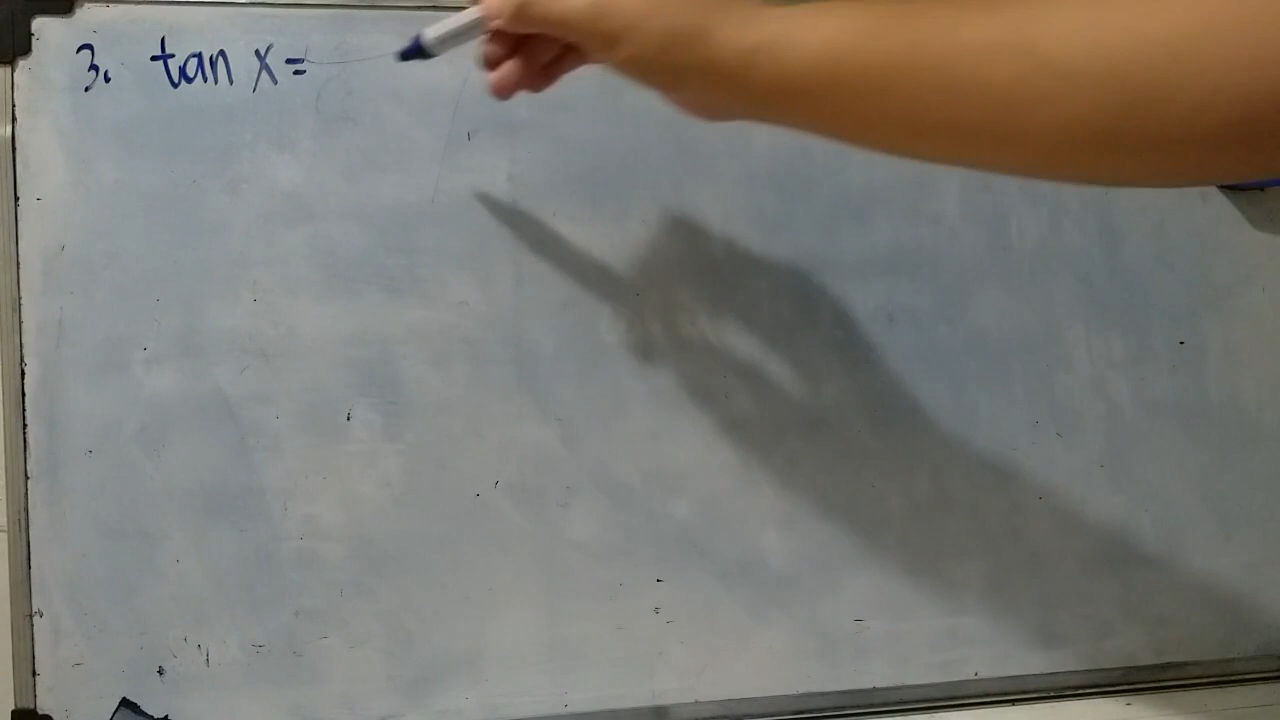 3. tan x =